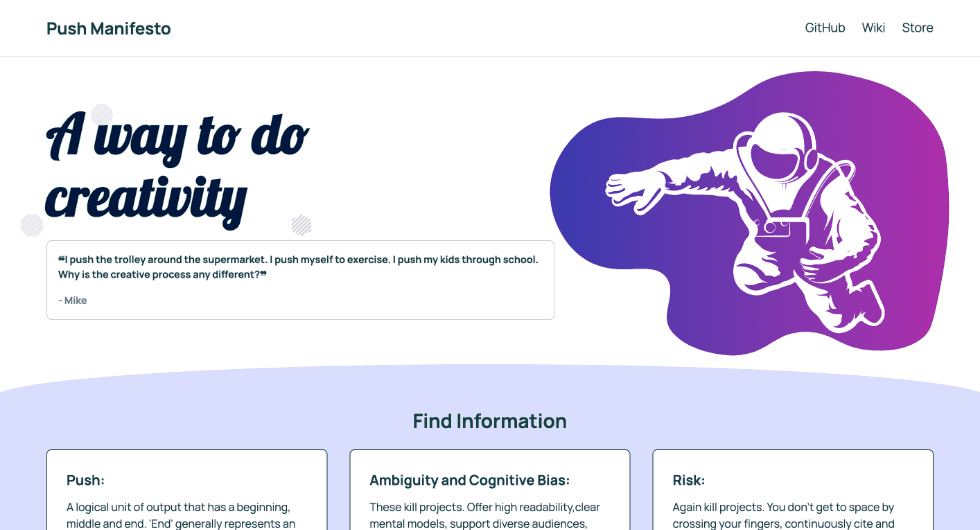 Push Manifesto
GitHub Wiki Store
A way to do
creativity
❝I push the trolley around the supermarket. I push myself to exercise. I push my kids through school.
Why is the creative process any different?❞
- Mike
Find Information
Push:
A logical unit of output that has a beginning,
middle and end. 'End' generally represents an
Ambiguity and Cognitive Bias:
These kill projects. Offer high readability,clear
mental models, support diverse audiences,
Risk:
Again kill projects. You don't get to space by
crossing your fingers, continuously cite and